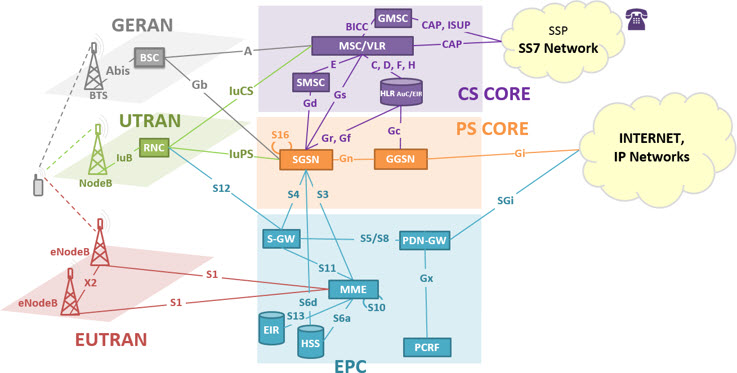 GERAN
BICC
GMSC
CAP, ISUP
SSP
SS7 Network
MSC/VLR
CAP
A
BSC
Abis
BTS
Gb
IuCS
E
C, D, F, H
SMSC
HLR AuC/EIR
Gd
Gs
CS CORE
UTRAN
PS CORE
S16
Gr, Gf
Gc
RNC
IuB
NodeB
IuPS
SGSN
Gn
GGSN
Gi
INTERNET,
IP Networks
S12
S4
S3
SGi
S-GW
S5/S8
PDN-GW
eNodeB
S11
Gx
X2
S1
eNodeB
S1
MME
S10
S6d
S13
S6a
EIR
HSS
PCRF
EUTRAN
EPC